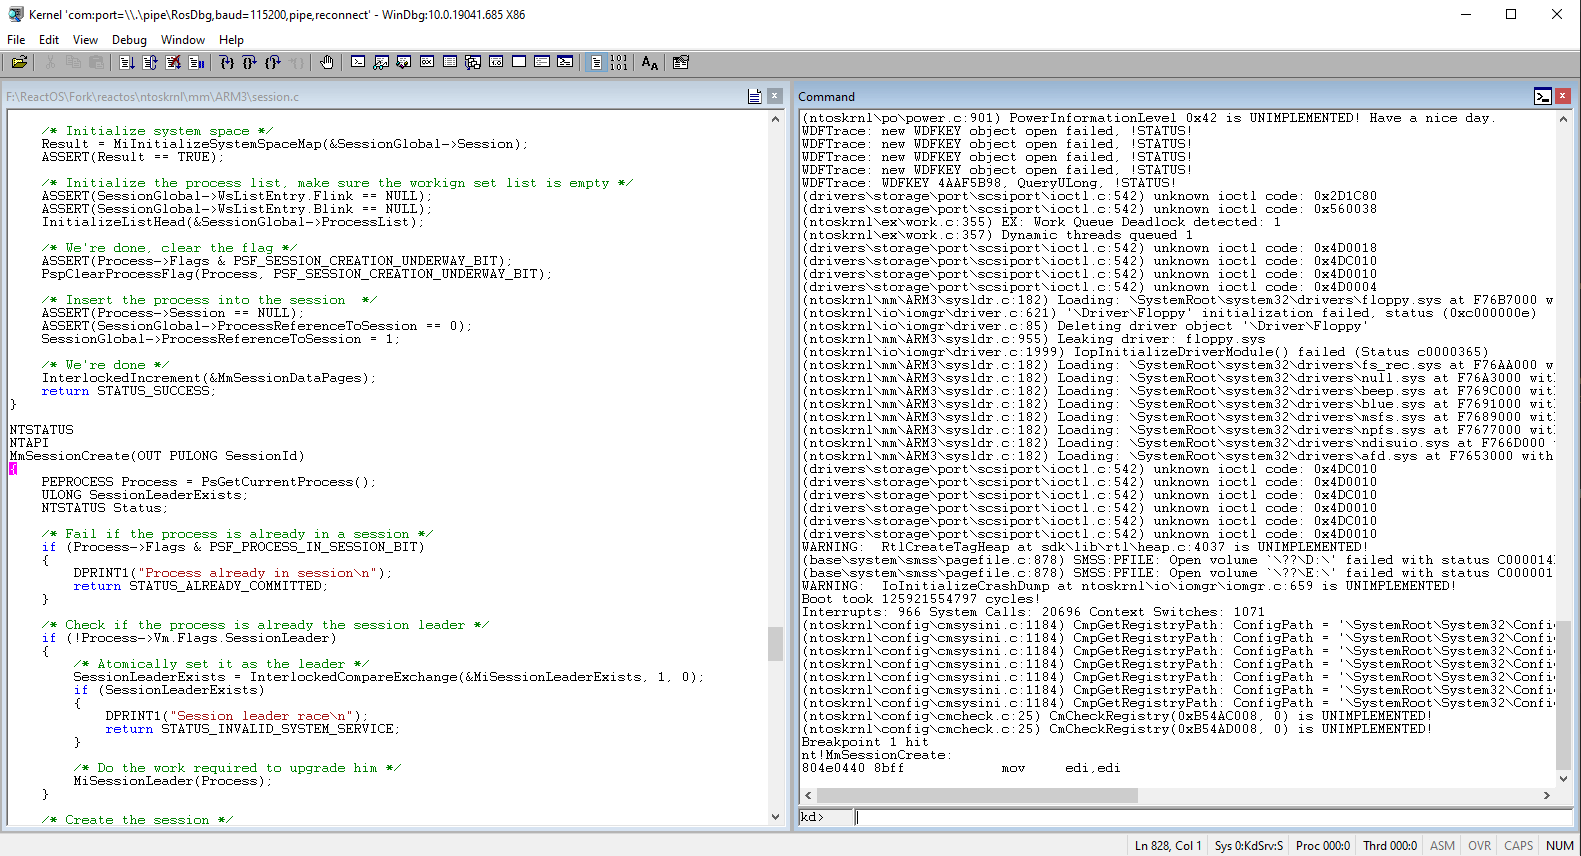 Kernel 'com:port=\\.\pipe\RosDbg,baud=115200,pipe,reconnect' - WinDbg:10.0.19041.685 X86
File Edit View Debug Window Help
F:\ReactOS\Fork\reactos\ntoskrnl\mm\ARM3\session.c
/* Initialize system space */
Result = MiInitializeSystemSpaceMap(&SessionGlobal->Session);
ASSERT(Result == TRUE);
/* Initialize the process list, make sure the workign set list is empty */
ASSERT(SessionGlobal->WsListEntry.Flink == NULL);
ASSERT(SessionGlobal->WsListEntry.Blink == NULL);
InitializeListHead(&SessionGlobal->ProcessList);
/* We're done, clear the flag */
ASSERT(Process->Flags & PSF_SESSION_CREATION_UNDERWAY_BIT);
PspClearProcessFlag(Process, PSF_SESSION_CREATION_UNDERWAY_BIT);
/* Insert the process into the session  */
ASSERT(Process->Session == NULL);
ASSERT(SessionGlobal->ProcessReferenceToSession == 0);
SessionGlobal->ProcessReferenceToSession = 1;
/* We're done */
InterlockedIncrement(&MmSessionDataPages);
return STATUS_SUCCESS;
}
NTSTATUS
NTAPI
MmSessionCreate(OUT PULONG SessionId)
{
PEPROCESS Process = PsGetCurrentProcess();
ULONG SessionLeaderExists;
NTSTATUS Status;
/* Fail if the process is already in a session */
if (Process->Flags & PSF_PROCESS_IN_SESSION_BIT)
{
DPRINT1("Process already in session\n");
return STATUS_ALREADY_COMMITTED;
}
/* Check if the process is already the session leader */
if (!Process->Vm.Flags.SessionLeader)
{
/* Atomically set it as the leader */
SessionLeaderExists = InterlockedCompareExchange(&MiSessionLeaderExists, 1, 0);
if (SessionLeaderExists)
{
DPRINT1("Session leader race\n");
return STATUS_INVALID_SYSTEM_SERVICE;
}
/* Do the work required to upgrade him */
MiSessionLeader(Process);
}
/* Create the session */
Command
(ntoskrnl\po\power.c:901) PowerInformationLevel 0x42 is UNIMPLEMENTED! Have a nice day.
WDFTrace: new WDFKEY object open failed, !STATUS!
WDFTrace: new WDFKEY object open failed, !STATUS!
WDFTrace: new WDFKEY object open failed, !STATUS!
WDFTrace: new WDFKEY object open failed, !STATUS!
WDFTrace: WDFKEY 4AAF5B98, QueryULong, !STATUS!
(drivers\storage\port\scsiport\ioctl.c:542) unknown ioctl code: 0x2D1C80
(drivers\storage\port\scsiport\ioctl.c:542) unknown ioctl code: 0x560038
(ntoskrnl\ex\work.c:355) EX: Work Queue Deadlock detected: 1
(ntoskrnl\ex\work.c:357) Dynamic threads queued 1
(drivers\storage\port\scsiport\ioctl.c:542) unknown ioctl code: 0x4D0018
(drivers\storage\port\scsiport\ioctl.c:542) unknown ioctl code: 0x4DC010
(drivers\storage\port\scsiport\ioctl.c:542) unknown ioctl code: 0x4D0010
(drivers\storage\port\scsiport\ioctl.c:542) unknown ioctl code: 0x4D0004
(ntoskrnl\mm\ARM3\sysldr.c:182) Loading: \SystemRoot\system32\drivers\floppy.sys at F76B7000 wi
(ntoskrnl\io\iomgr\driver.c:621) '\Driver\Floppy' initialization failed, status (0xc000000e)
(ntoskrnl\io\iomgr\driver.c:85) Deleting driver object '\Driver\Floppy'
(ntoskrnl\mm\ARM3\sysldr.c:955) Leaking driver: floppy.sys
(ntoskrnl\io\iomgr\driver.c:1999) IopInitializeDriverModule() failed (Status c0000365)
(ntoskrnl\mm\ARM3\sysldr.c:182) Loading: \SystemRoot\system32\drivers\fs_rec.sys at F76AA000 wi
(ntoskrnl\mm\ARM3\sysldr.c:182) Loading: \SystemRoot\system32\drivers\null.sys at F76A3000 wit
(ntoskrnl\mm\ARM3\sysldr.c:182) Loading: \SystemRoot\system32\drivers\beep.sys at F769C000 wit
(ntoskrnl\mm\ARM3\sysldr.c:182) Loading: \SystemRoot\system32\drivers\blue.sys at F7691000 wit
(ntoskrnl\mm\ARM3\sysldr.c:182) Loading: \SystemRoot\system32\drivers\msfs.sys at F7689000 wit
(ntoskrnl\mm\ARM3\sysldr.c:182) Loading: \SystemRoot\system32\drivers\npfs.sys at F7677000 wit
(ntoskrnl\mm\ARM3\sysldr.c:182) Loading: \SystemRoot\system32\drivers\ndisuio.sys at F766D000
(ntoskrnl\mm\ARM3\sysldr.c:182) Loading: \SystemRoot\system32\drivers\afd.sys at F7653000 with
(drivers\storage\port\scsiport\ioctl.c:542) unknown ioctl code: 0x4DC010
(drivers\storage\port\scsiport\ioctl.c:542) unknown ioctl code: 0x4D0010
(drivers\storage\port\scsiport\ioctl.c:542) unknown ioctl code: 0x4DC010
(drivers\storage\port\scsiport\ioctl.c:542) unknown ioctl code: 0x4D0010
(drivers\storage\port\scsiport\ioctl.c:542) unknown ioctl code: 0x4DC010
(drivers\storage\port\scsiport\ioctl.c:542) unknown ioctl code: 0x4D0010
WARNING:  RtlCreateTagHeap at sdk\lib\rtl\heap.c:4037 is UNIMPLEMENTED!
(base\system\smss\pagefile.c:878) SMSS:PFILE: Open volume `\??\D:\' failed with status C000014
(base\system\smss\pagefile.c:878) SMSS:PFILE: Open volume `\??\E:\' failed with status C000001
WARNING:  IoInitializeCrashDump at ntoskrnl\io\iomgr\iomgr.c:659 is UNIMPLEMENTED!
Boot took 125921554797 cycles!
Interrupts: 966 System Calls: 20696 Context Switches: 1071
(ntoskrnl\config\cmsysini.c:1184) CmpGetRegistryPath: ConfigPath = '\SystemRoot\System32\Confi
(ntoskrnl\config\cmsysini.c:1184) CmpGetRegistryPath: ConfigPath = '\SystemRoot\System32\Confi
(ntoskrnl\config\cmsysini.c:1184) CmpGetRegistryPath: ConfigPath = '\SystemRoot\System32\Confi
(ntoskrnl\config\cmsysini.c:1184) CmpGetRegistryPath: ConfigPath = '\SystemRoot\System32\Confi
(ntoskrnl\config\cmsysini.c:1184) CmpGetRegistryPath: ConfigPath = '\SystemRoot\System32\Confi
(ntoskrnl\config\cmsysini.c:1184) CmpGetRegistryPath: ConfigPath = '\SystemRoot\System32\Confi
(ntoskrnl\config\cmsysini.c:1184) CmpGetRegistryPath: ConfigPath = '\SystemRoot\System32\Confi
(ntoskrnl\config\cmcheck.c:25) CmCheckRegistry(0xB54AC008, 0) is UNIMPLEMENTED!
(ntoskrnl\config\cmcheck.c:25) CmCheckRegistry(0xB54AD008, 0) is UNIMPLEMENTED!
Breakpoint 1 hit
nt!MmSessionCreate:
804e0440 8bff            mov     edi,edi
kd>
Ln 828, Col 1 Sys 0:KdSrv:S Proc 000:0 Thrd 000:0 ASM OVR CAPS NUM